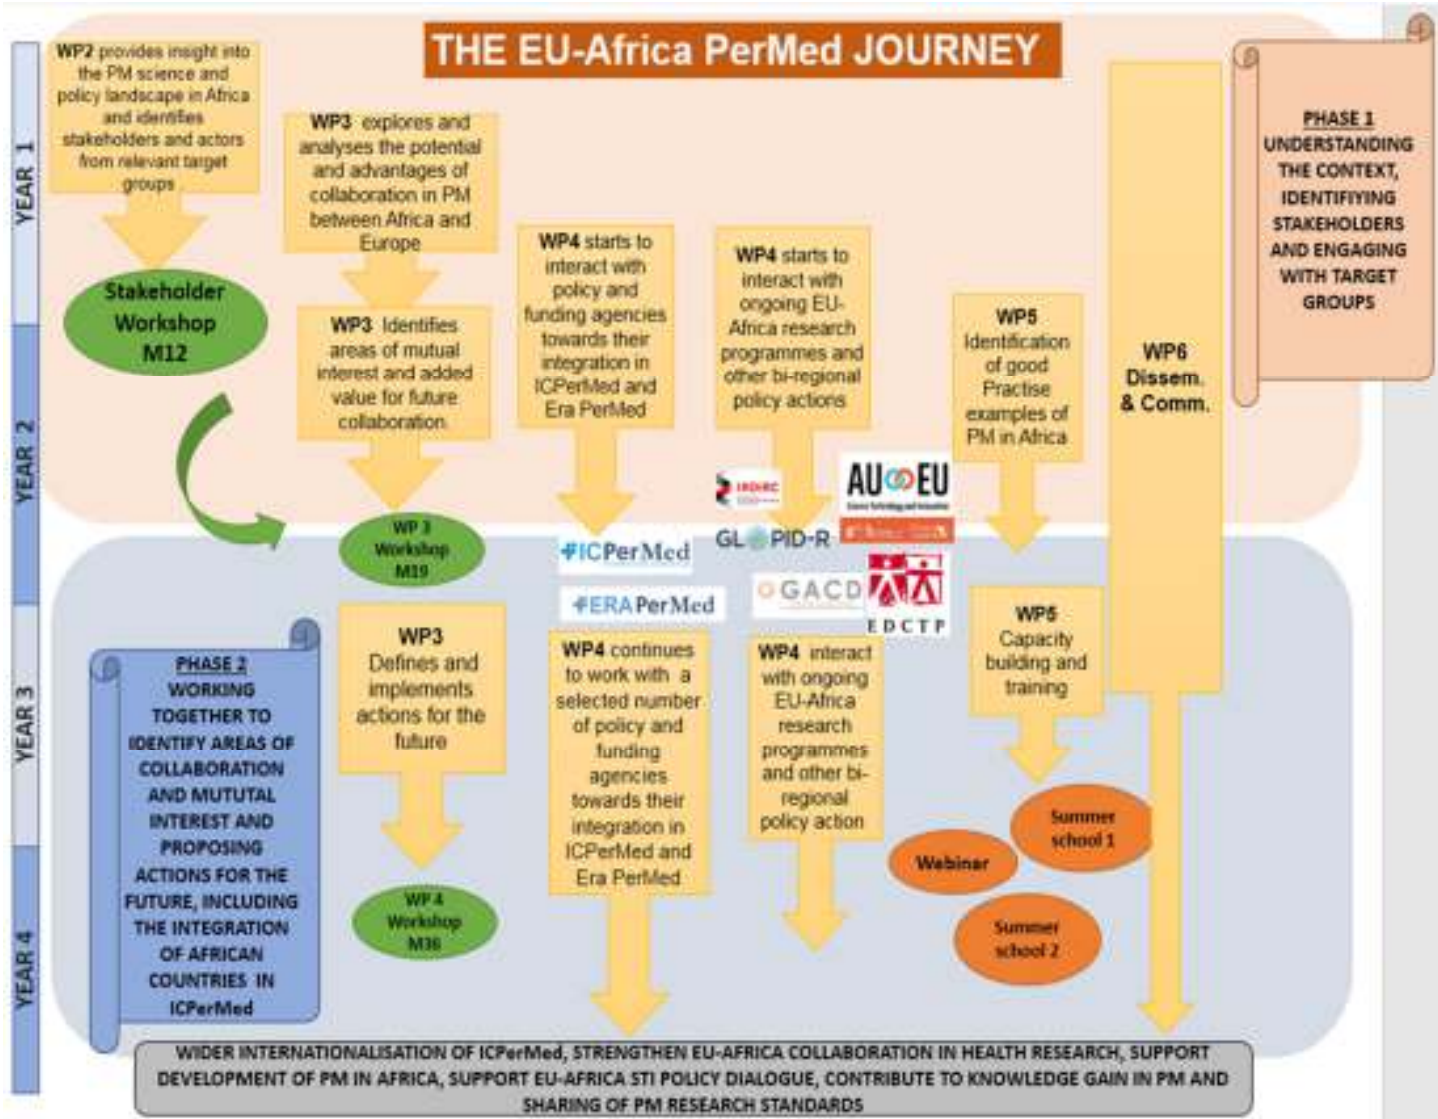 THE EU-Africa PerMed JOURNEY
YEAR 1
YEAR 2
YEAR 3
YEAR 4
WP2 provides insight into
the PM science and
policy landscape in Africa
and identifies
stakeholders and actors
from relevant target
groups
Stakeholder
Workshop
M12
WP3 explores and
analyses the potential
and advantages of
collaboration in PM
between Africa and
Europe
WP3 Identifies
areas of mutual
interest and added
value for future
collaboration.
WP 3
Workshop
M19
WP4 starts to
interact with
policy and
funding agencies
towards their
integration in
ICPerMed and
Era PerMed
WP4 starts to
interact with
ongoing EU-
Africa research
programmes and
other bi-regional
policy actions
WP5
Identification
of good
Practise
examples of
PM in Africa
WP6
Dissem.
& Comm.
PHASE 1
UNDERSTANDING
THE CONTEXT,
IDENTIFIYING
STAKEHOLDERS
AND ENGAGING
WITH TARGET
GROUPS
ICPerMed
ERAPerMed
IRDiRC
AU EU
GLOPID-R
GACD
EDCTP
PHASE 2
WORKING
TOGETHER TO
IDENTIFY AREAS OF
COLLABORATION
AND MUTUTAL
INTEREST AND
PROPOSING
ACTIONS FOR THE
FUTURE, INCLUDING
THE INTEGRATION
OF AFRICAN
COUNTRIES IN
ICPerMed
WP3
Defines and
implements
actions for the
future
WP 4
Workshop
M36
WP4 continues
to work with a
selected number
of policy and
funding
agencies
towards their
integration in
ICPerMed and
Era PerMed
WP4 interact
with ongoing
EU-Africa
research
programmes
and other bi-
regional
policy action
WP5
Capacity
building and
training
Summer
school 1
Webinar
Summer
school 2
WIDER INTERNATIONALISATION OF ICPerMed, STRENGTHEN EU-AFRICA COLLABORATION IN HEALTH RESEARCH, SUPPORT
DEVELOPMENT OF PM IN AFRICA, SUPPORT EU-AFRICA STI POLICY DIALOGUE, CONTRIBUTE TO KNOWLEDGE GAIN IN PM AND
SHARING OF PM RESEARCH STANDARDS